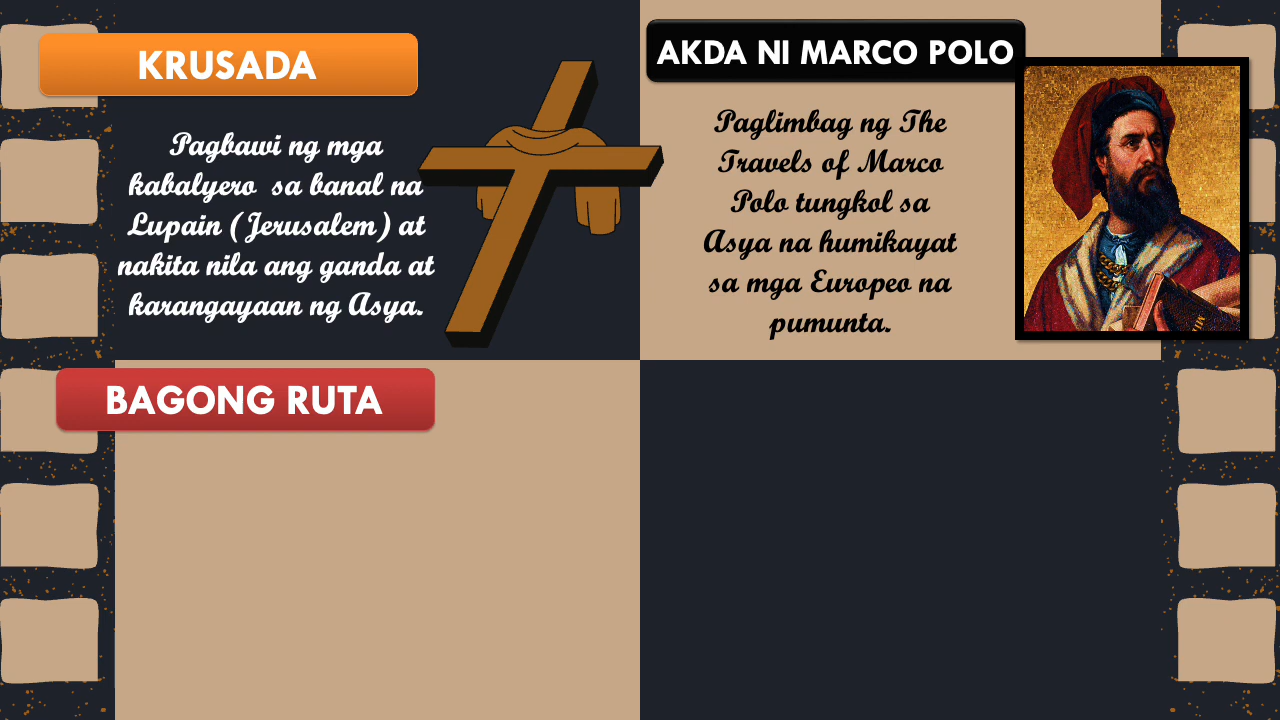 KRUSADA
Pagbawi ng mga
kabalyero sa banal na
Lupain (Jerusalem) at
nakita nila ang ganda at
karangayaan ng Asya.
AKDA NI MARCO POLO
Paglimbag ng The
Travels of Marco
Polo tungkol sa
Asya na humikayat
sa mga Europeo na
pumunta.
BAGONG RUTA